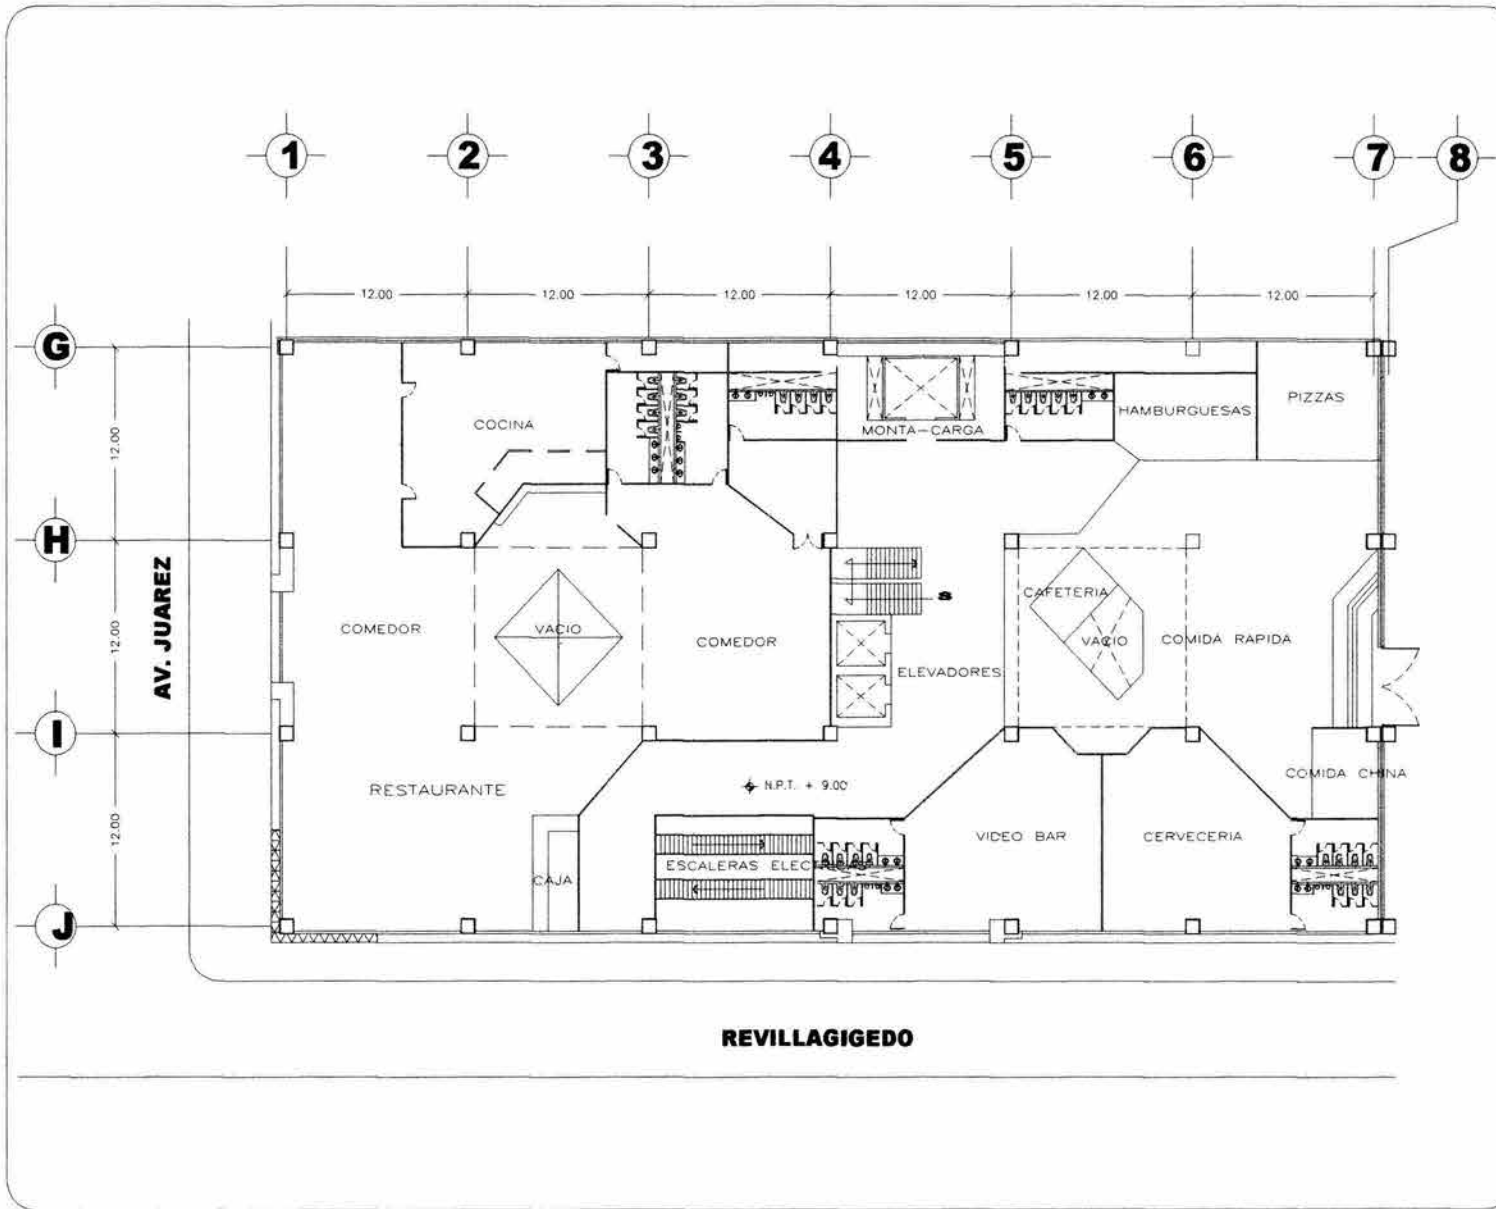 1 2 3 4 5 6 7 8
12.00 12.00 12.00 12.00 12.00 12.00
G
H
I
J
12.00
12.00
12.00
AV. JUAREZ
PIZZAS
HAMBURGUESAS
COCINA
MONTA-CARGA
CAFETERIA
S
COMEDOR
VACIO
COMEDOR
VACIO
COMIDA RAPIDA
ELEVADORES
RESTAURANTE
N.P.T. + 9.00
COMIDA CHINA
VIDEO BAR
CERVECERIA
CAJA
ESCALERAS ELECTRICAS
REVILLAGIGEDO